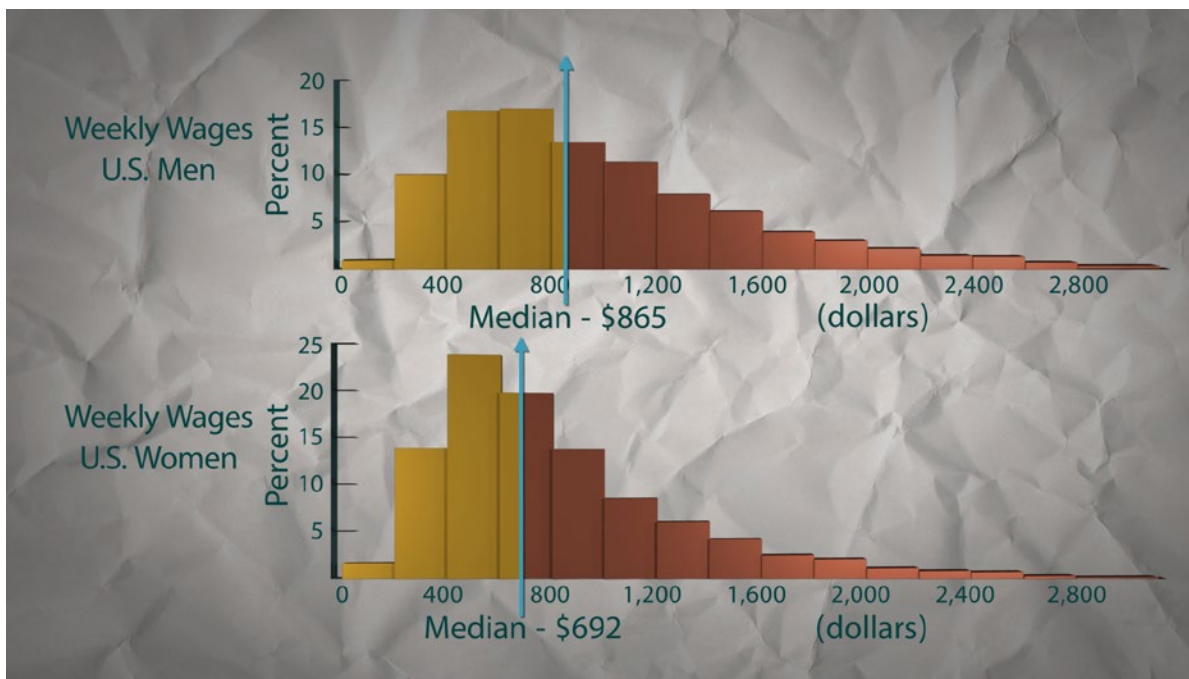 Weekly Wages
U.S. Men
Percent
20
15
10
5
0 400 800 1,200 1,600 2,000 2,400 2,800
Median - $865 (dollars)
Weekly Wages
U.S. Women
Percent
25
20
15
10
5
0 400 800 1,200 1,600 2,000 2,400 2,800
Median - $692 (dollars)